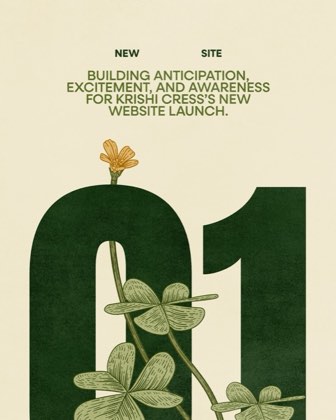 NEW SITE
BUILDING ANTICIPATION,
EXCITEMENT, AND AWARENESS
FOR KRISHI CRESS'S NEW
WEBSITE LAUNCH.
01